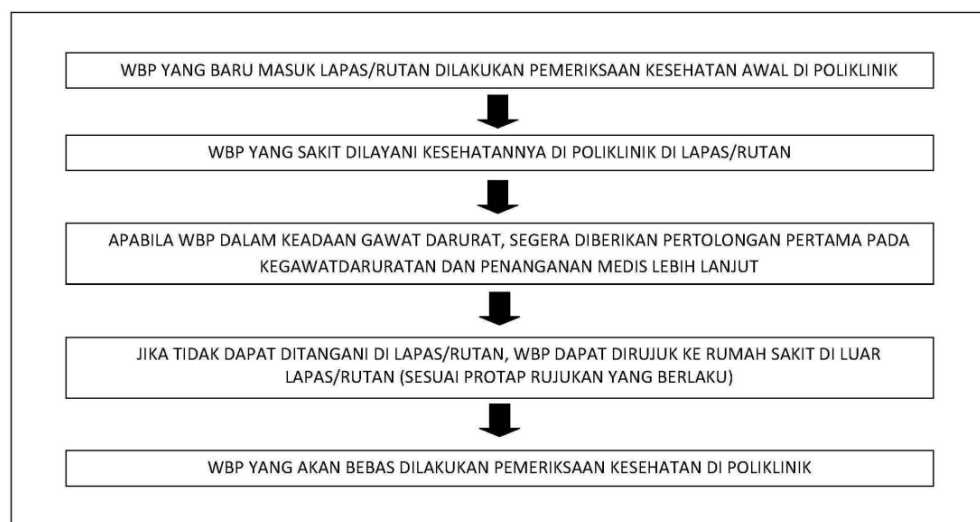 WBP YANG BARU MASUK LAPAS/RUTAN DILAKUKAN PEMERIKSAAN KESEHATAN AWAL DI POLIKLINIK
WBP YANG SAKIT DILAYANI KESEHATANNYA DI POLIKLINIK DI LAPAS/RUTAN
APABILA WBP DALAM KEADAAN GAWAT DARURAT, SEGERA DIBERIKAN PERTOLONGAN PERTAMA PADA
KEGAWATDARURATAN DAN PENANGANAN MEDIS LEBIH LANJUT
JIKA TIDAK DAPAT DITANGANI DI LAPAS/RUTAN, WBP DAPAT DIRUJUK KE RUMAH SAKIT DI LUAR
LAPAS/RUTAN (SESUAI PROTAP RUJUKAN YANG BERLAKU)
WBP YANG AKAN BEBAS DILAKUKAN PEMERIKSAAN KESEHATAN DI POLIKLINIK